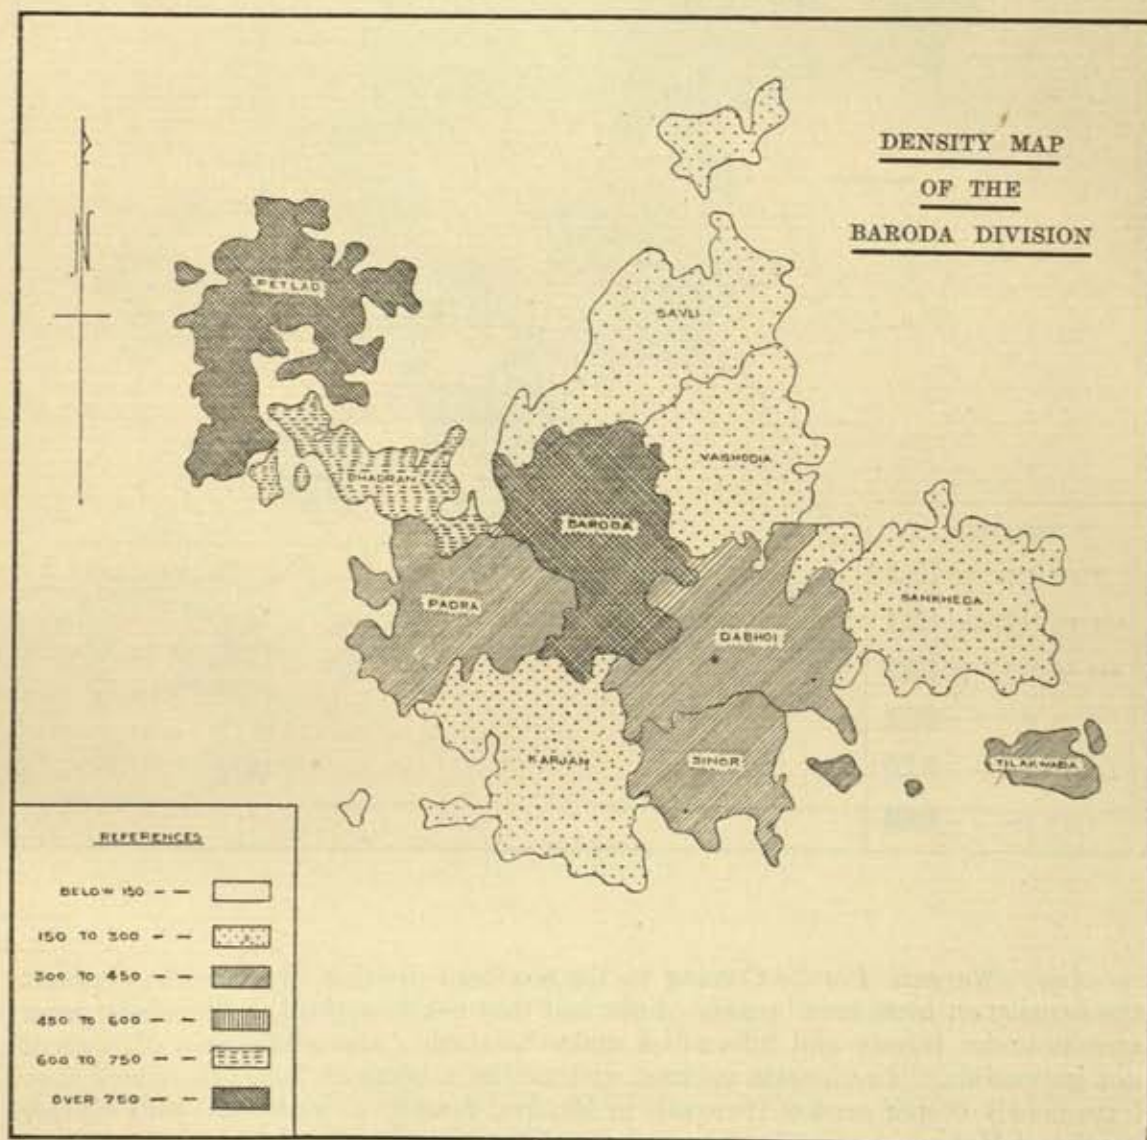 DENSITY MAP
OF THE
BARODA DIVISION
N
PETLAD
SAVLI
VAGHODIA
BHADRAN
BARODA
SANKHEDA
PADRA
DABHOI
KARJAN
SINOR
TILAKWADA
REFERENCES
BELOW 150 - - -
150 TO 300 - - -
300 TO 450 - - -
450 TO 600 - - -
600 TO 750 - - -
OVER 750 - - -